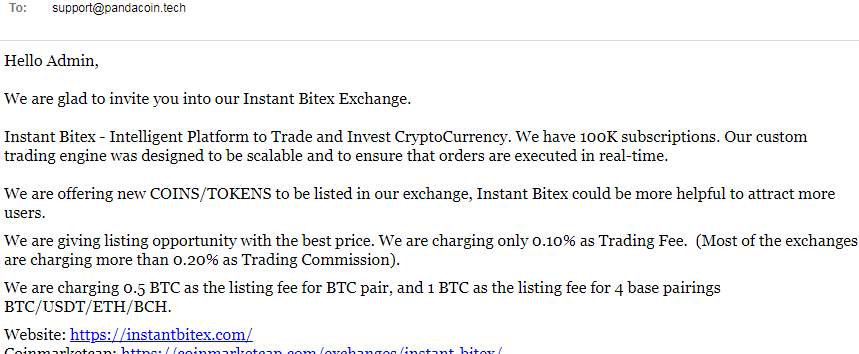 To: support@pandacoin.tech
Hello Admin,
We are glad to invite you into our Instant Bitex Exchange.
Instant Bitex - Intelligent Platform to Trade and Invest CryptoCurrency. We have 100K subscriptions. Our custom
trading engine was designed to be scalable and to ensure that orders are executed in real-time.
We are offering new COINS/TOKENS to be listed in our exchange, Instant Bitex could be more helpful to attract more
users.
We are giving listing opportunity with the best price. We are charging only 0.10% as Trading Fee. (Most of the exchanges
are charging more than 0.20% as Trading Commission).
We are charging 0.5 BTC as the listing fee for BTC pair, and 1 BTC as the listing fee for 4 base pairings
BTC/USDT/ETH/BCH.
Website: https://instantbitex.com/
Coinmarketcap: https://coinmarketcap.com/exchanges/instant-bitex/